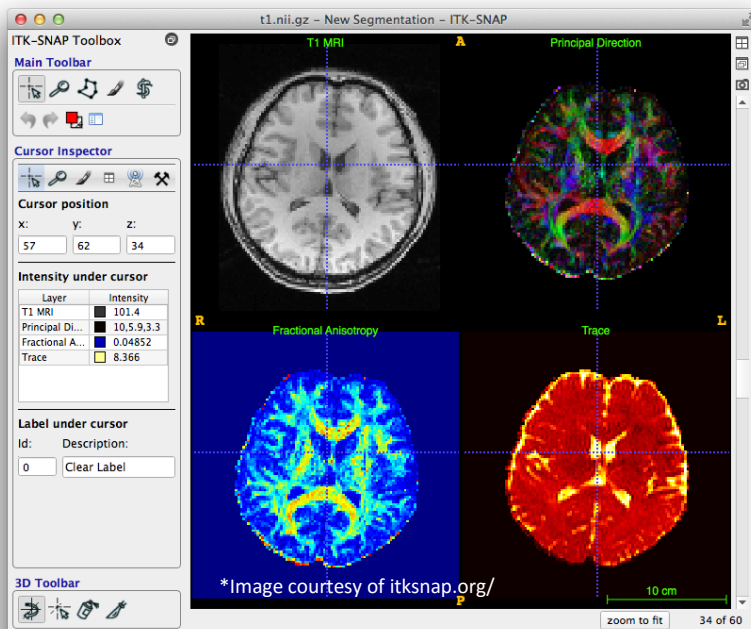 t1.nii.gz – New Segmentation – ITK-SNAP
ITK-SNAP Toolbox
Main Toolbar
Cursor Inspector
Cursor position
x: y: z:
57 62 34
Intensity under cursor
Layer Intensity
T1 MRI 101.4
Principal Di... 10,5.9,3.3
Fractional A... 0.04852
Trace 8.366
Label under cursor
Id: Description:
0 Clear Label
3D Toolbar
T1 MRI
A
Principal Direction
R
L
Fractional Anisotropy
Trace
*Image courtesy of itksnap.org/
10 cm
P
zoom to fit 34 of 60